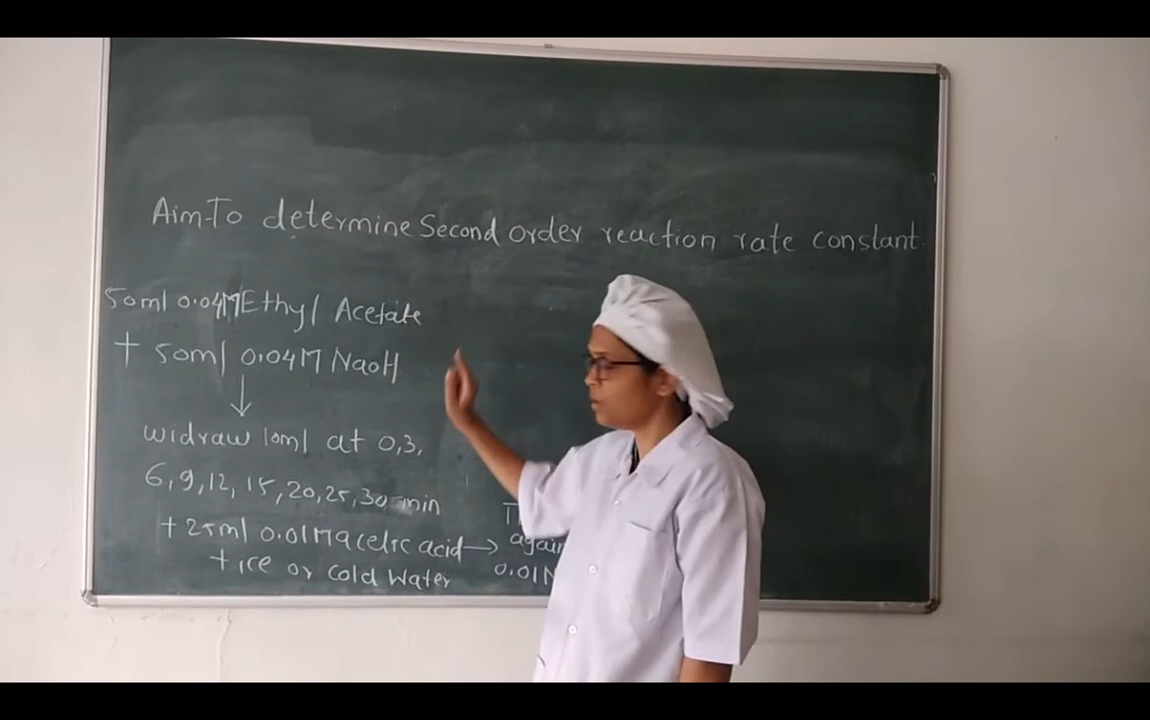 Aim-To determine Second order reaction rate constant.
50ml 0.04M Ethyl Acetate
+ 50ml 0.04M NaoH
↓
widraw 10ml at 0,3,
6,9,12, 15,20,25,30 min
+ 25ml 0.01M acetic acid →
+ ice or cold water
0.01N